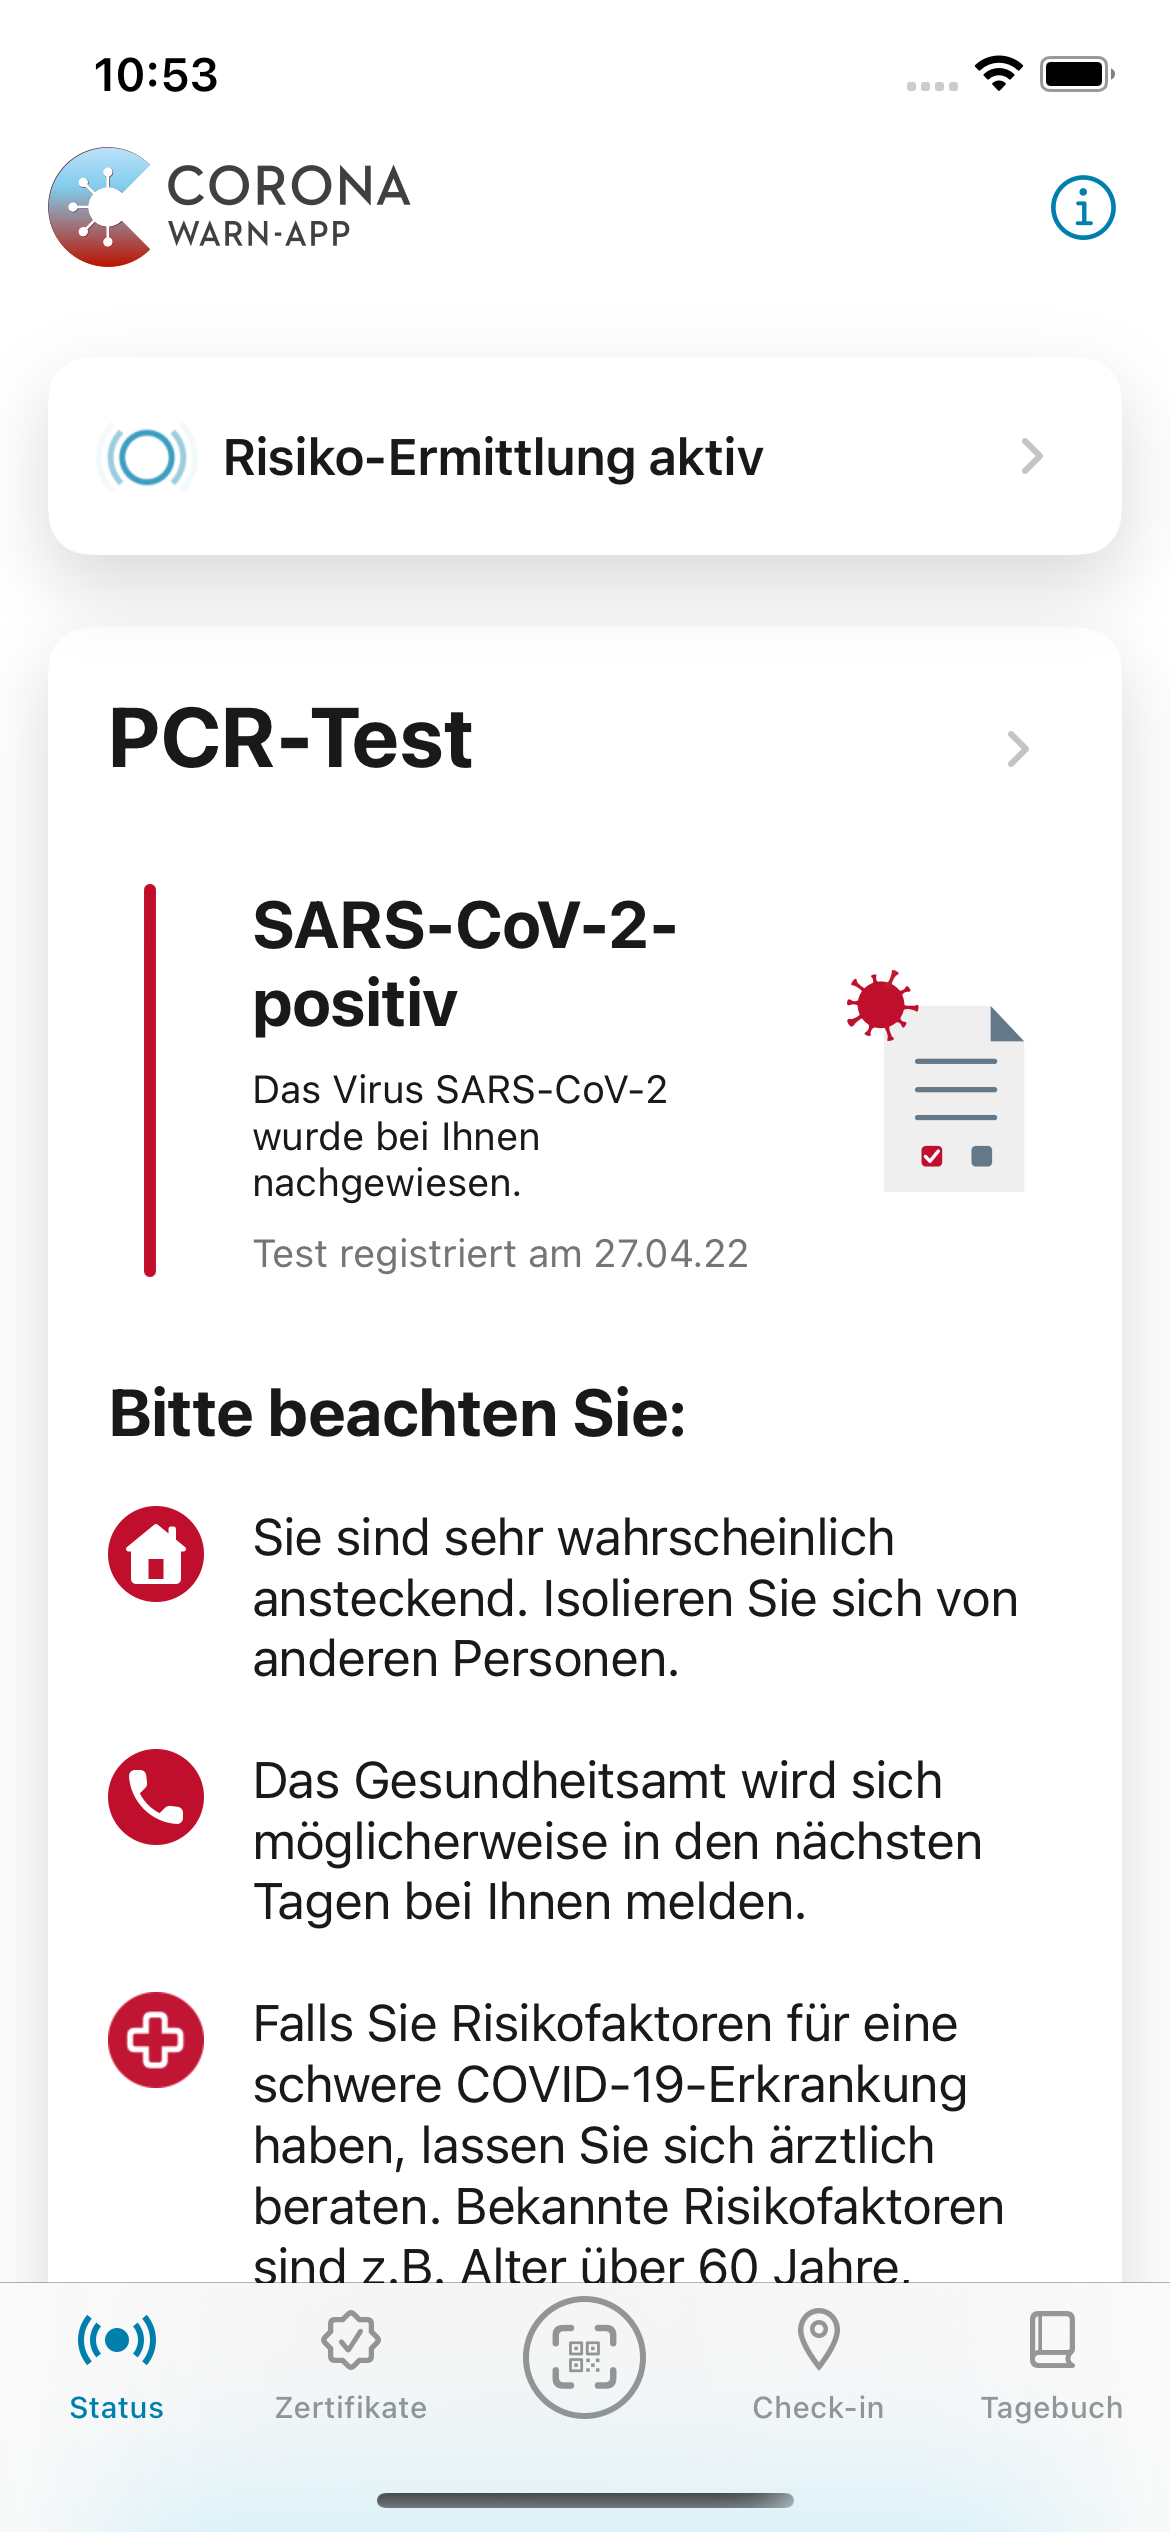 10:53
CORONA
WARN-APP
Risiko-Ermittlung aktiv
PCR-Test
SARS-CoV-2-
positiv
Das Virus SARS-CoV-2
wurde bei Ihnen
nachgewiesen.
Test registriert am 27.04.22
Bitte beachten Sie:
Sie sind sehr wahrscheinlich
ansteckend. Isolieren Sie sich von
anderen Personen.
Das Gesundheitsamt wird sich
möglicherweise in den nächsten
Tagen bei Ihnen melden.
Falls Sie Risikofaktoren für eine
schwere COVID-19-Erkrankung
haben, lassen Sie sich ärztlich
beraten. Bekannte Risikofaktoren
sind z.B. Alter über 60 Jahre,
Status
Zertifikate
Check-in
Tagebuch